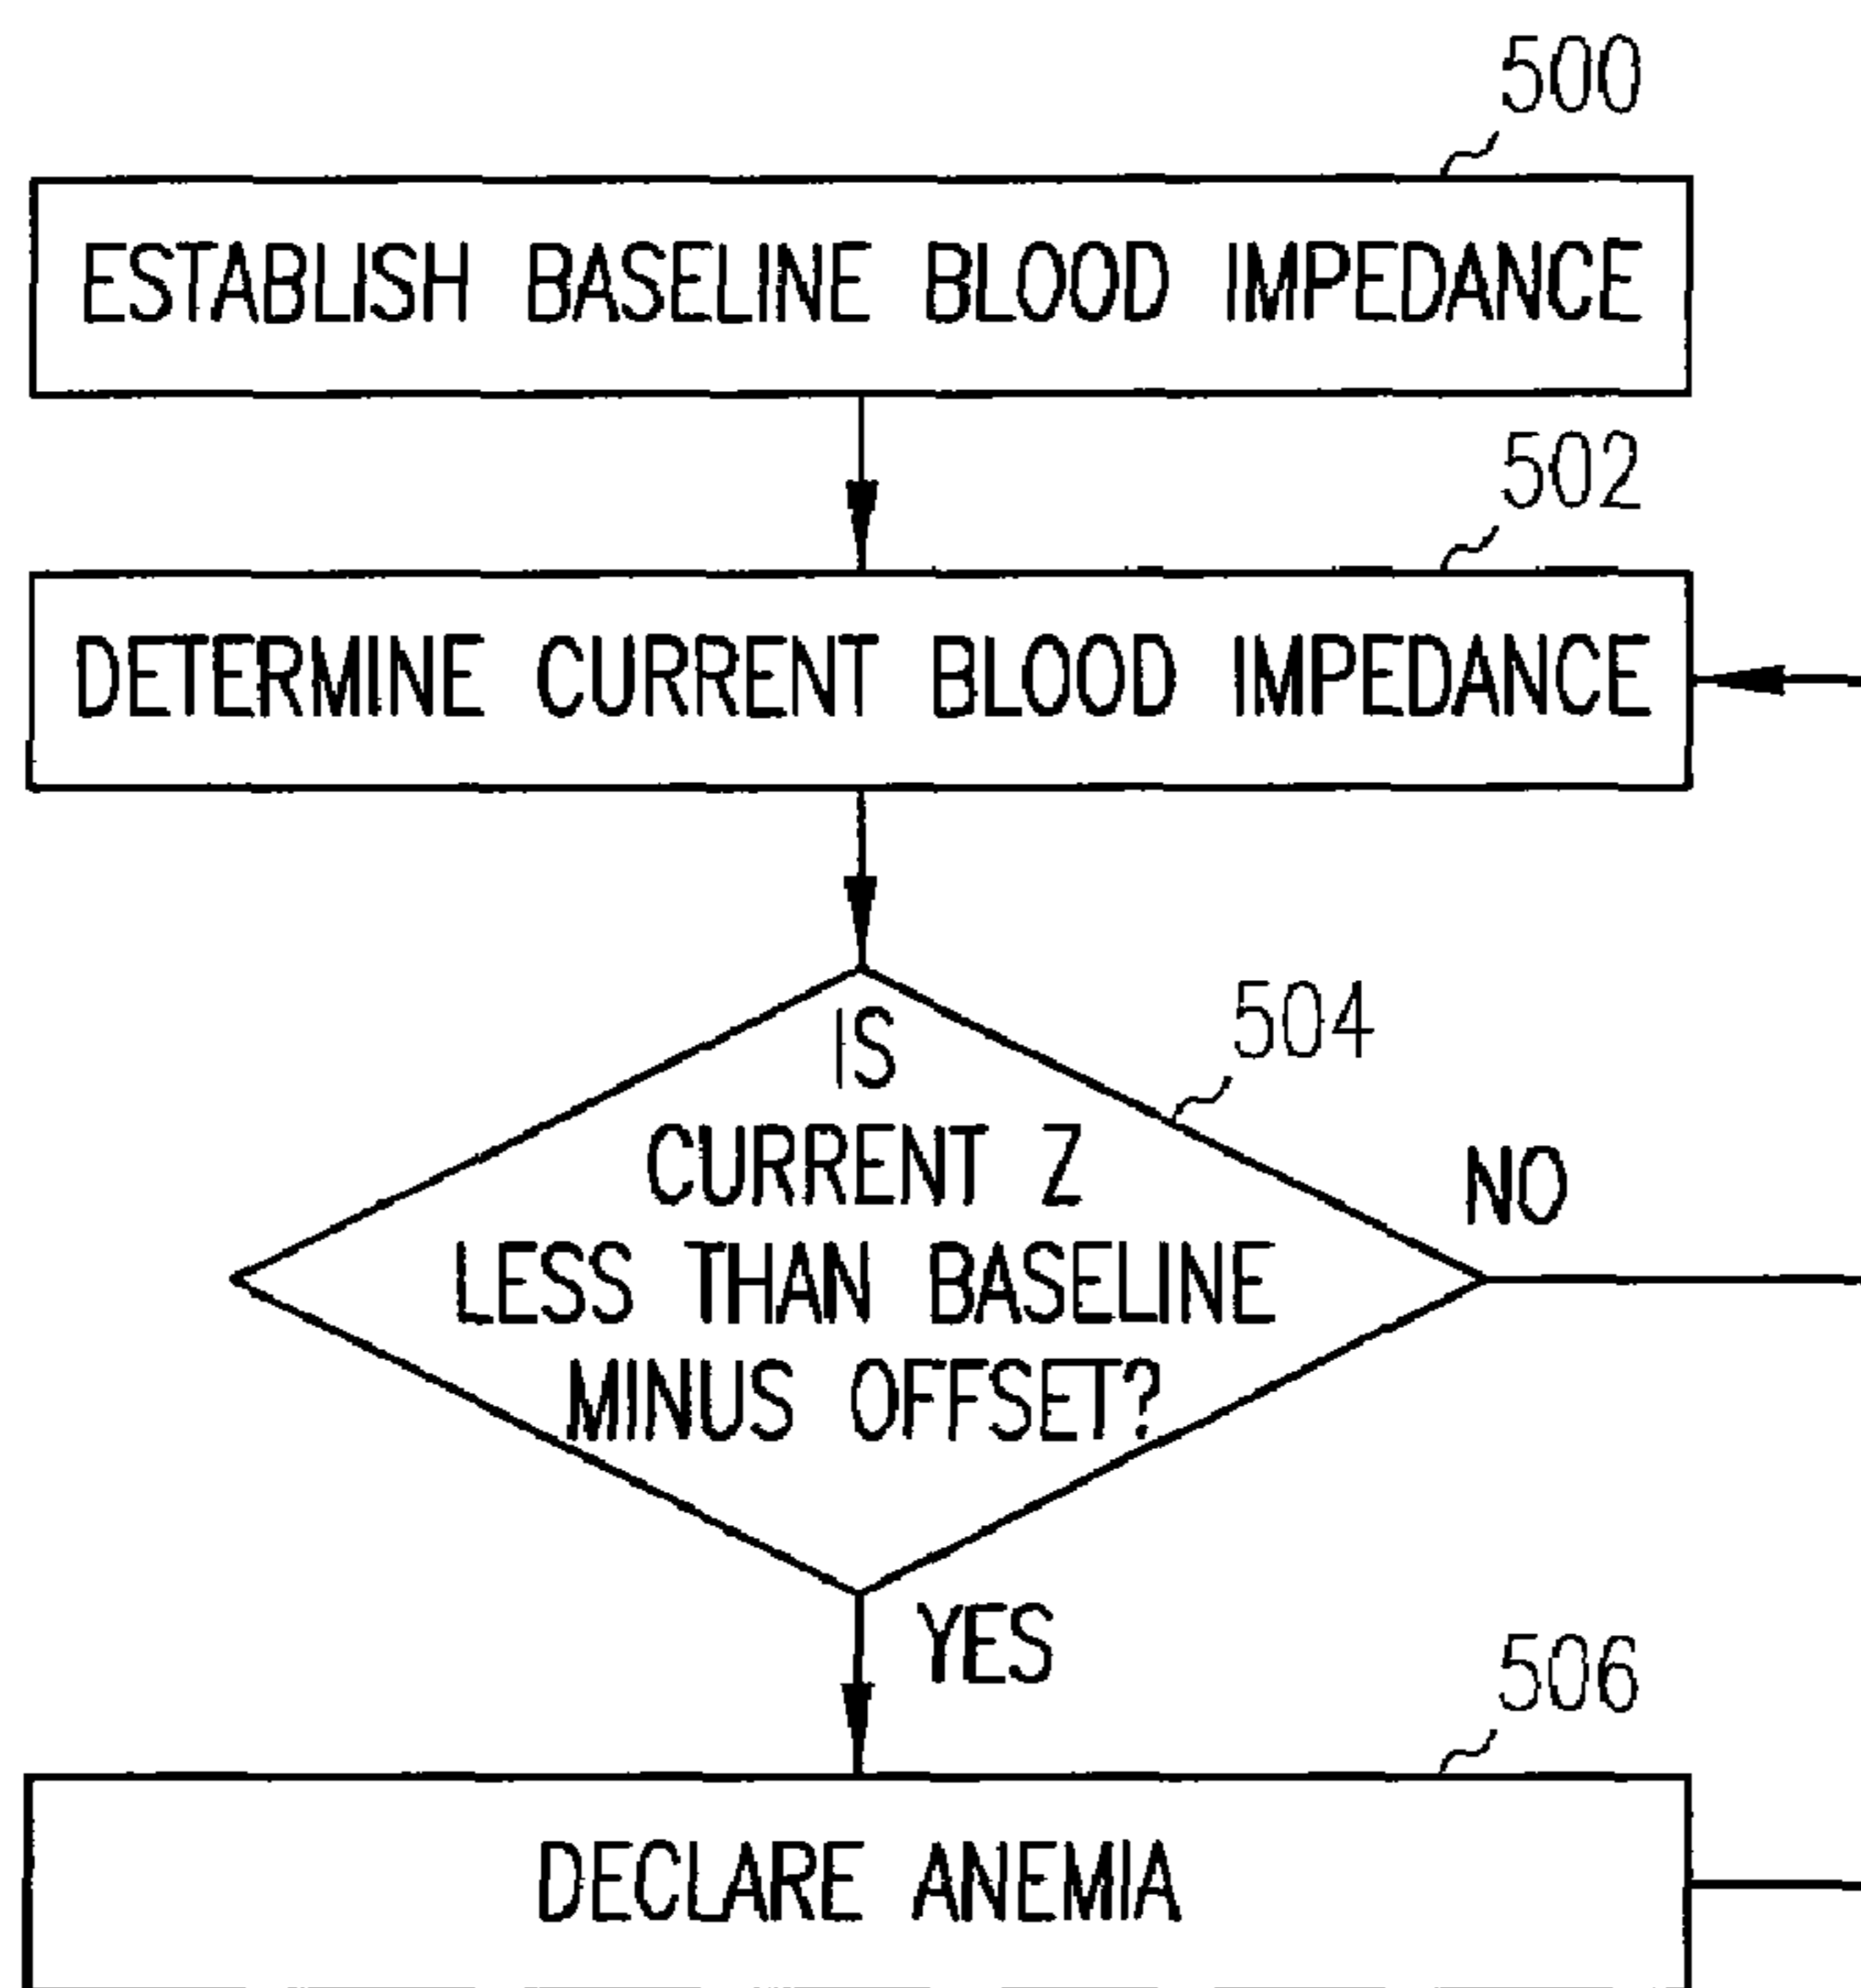 500
ESTABLISH BASELINE BLOOD IMPEDANCE
502
DETERMINE CURRENT BLOOD IMPEDANCE
504
IS
CURRENT Z
LESS THAN BASELINE
MINUS OFFSET?
NO
YES
506
DECLARE ANEMIA